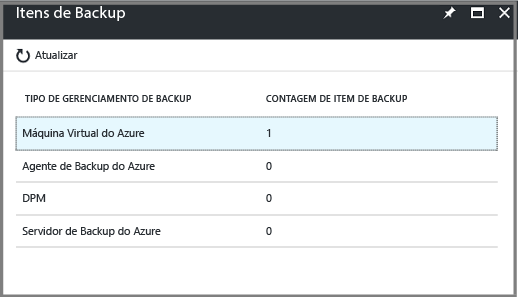 Itens de Backup
Atualizar
TIPO DE GERENCIAMENTO DE BACKUP CONTAGEM DE ITEM DE BACKUP
Máquina Virtual do Azure 1
Agente de Backup do Azure 0
DPM 0
Servidor de Backup do Azure 0